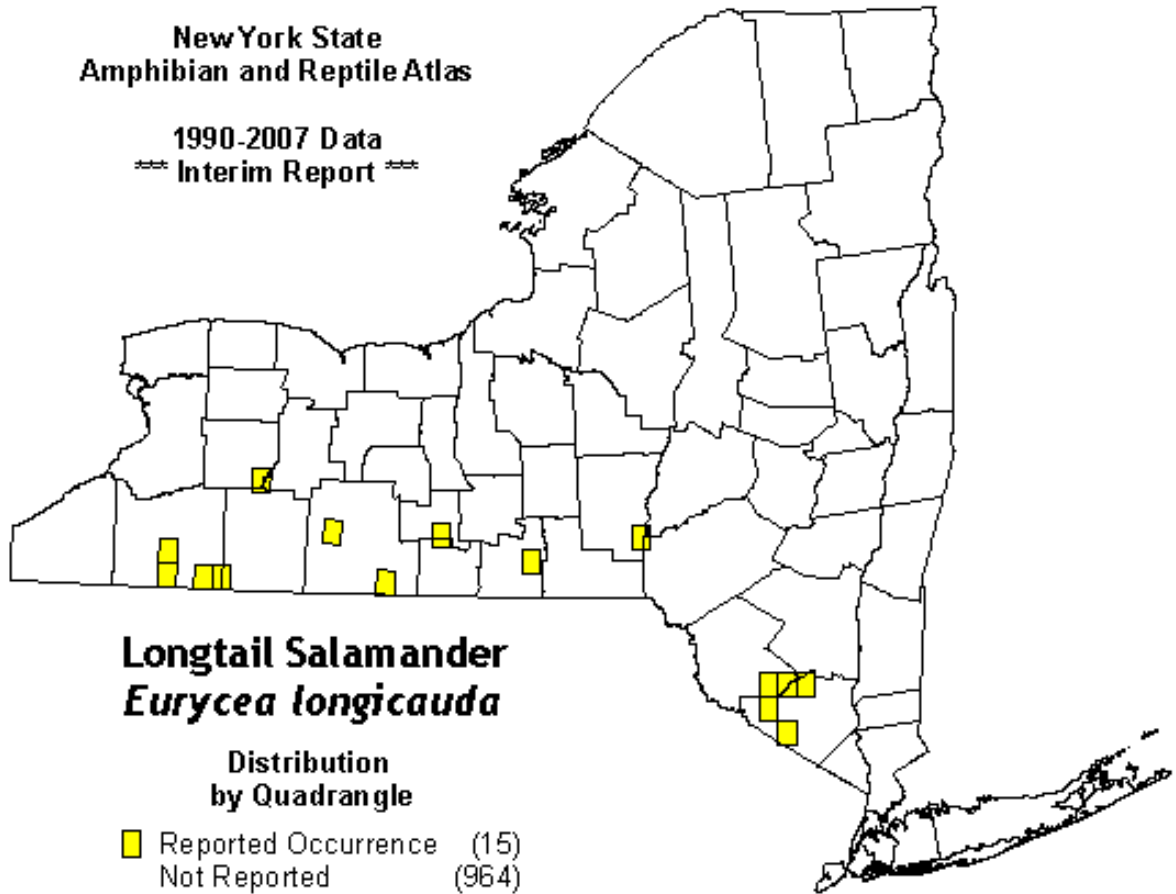 New York State
Amphibian and Reptile Atlas
1990-2007 Data
*** Interim Report ***
Longtail Salamander
Eurycea longicauda
Distribution
by Quadrangle
Reported Occurrence (15)
Not Reported (964)